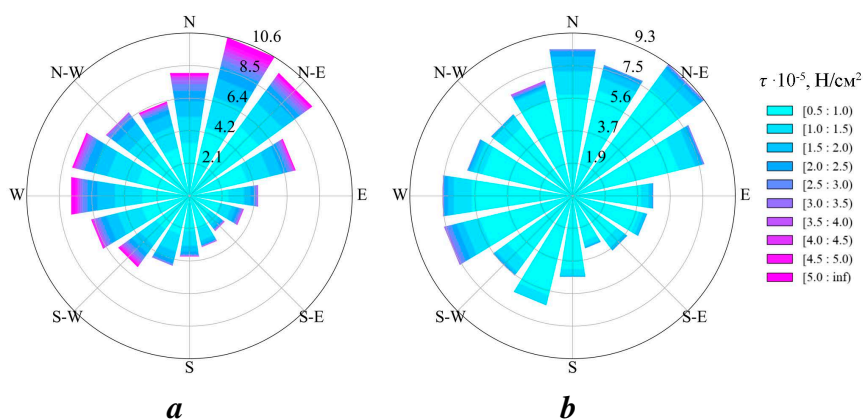 N
10.6
N-W
8.5
N-E
6.4
4.2
2.1
W
E
S-W
S-E
S
a
N
9.3
N-W
7.5
N-E
5.6
3.7
1.9
W
E
S-W
S-E
S
b
τ ·10⁻⁵, Н/см²
[0.5 : 1.0)
[1.0 : 1.5)
[1.5 : 2.0)
[2.0 : 2.5)
[2.5 : 3.0)
[3.0 : 3.5)
[3.5 : 4.0)
[4.0 : 4.5)
[4.5 : 5.0)
[5.0 : inf)